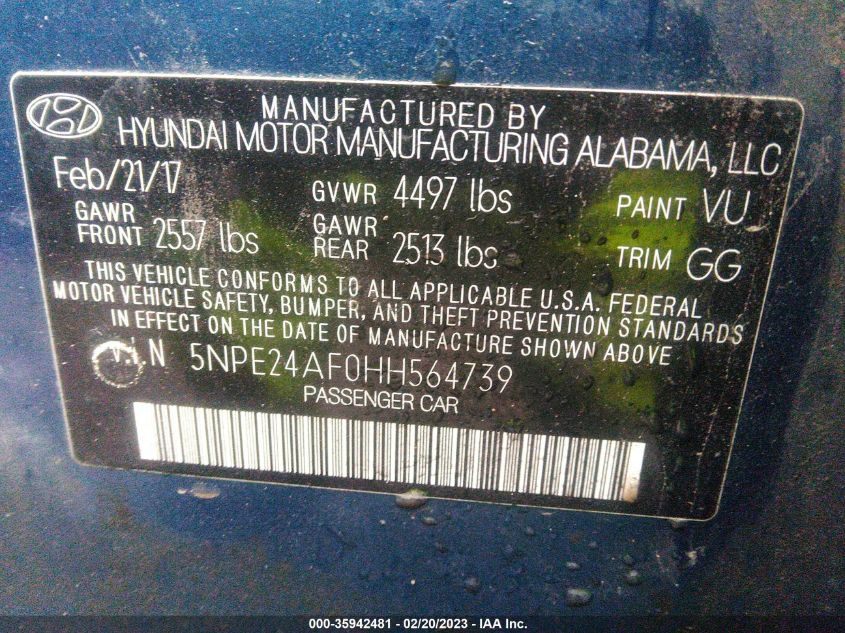 MANUFACTURED BY
HYUNDAI MOTOR MANUFACTURING ALABAMA, LLC
Feb/21/17 GVWR 4497 lbs PAINT VU
GAWR FRONT 2557 lbs GAWR REAR 2513 lbs TRIM GG
THIS VEHICLE CONFORMS TO ALL APPLICABLE U.S.A. FEDERAL
MOTOR VEHICLE SAFETY, BUMPER, AND THEFT PREVENTION STANDARDS
IN EFFECT ON THE DATE OF MANUFACTURE SHOWN ABOVE
V.I.N 5NPE24AF0HH564739
PASSENGER CAR
000-35942481 - 02/20/2023 - IAA Inc.